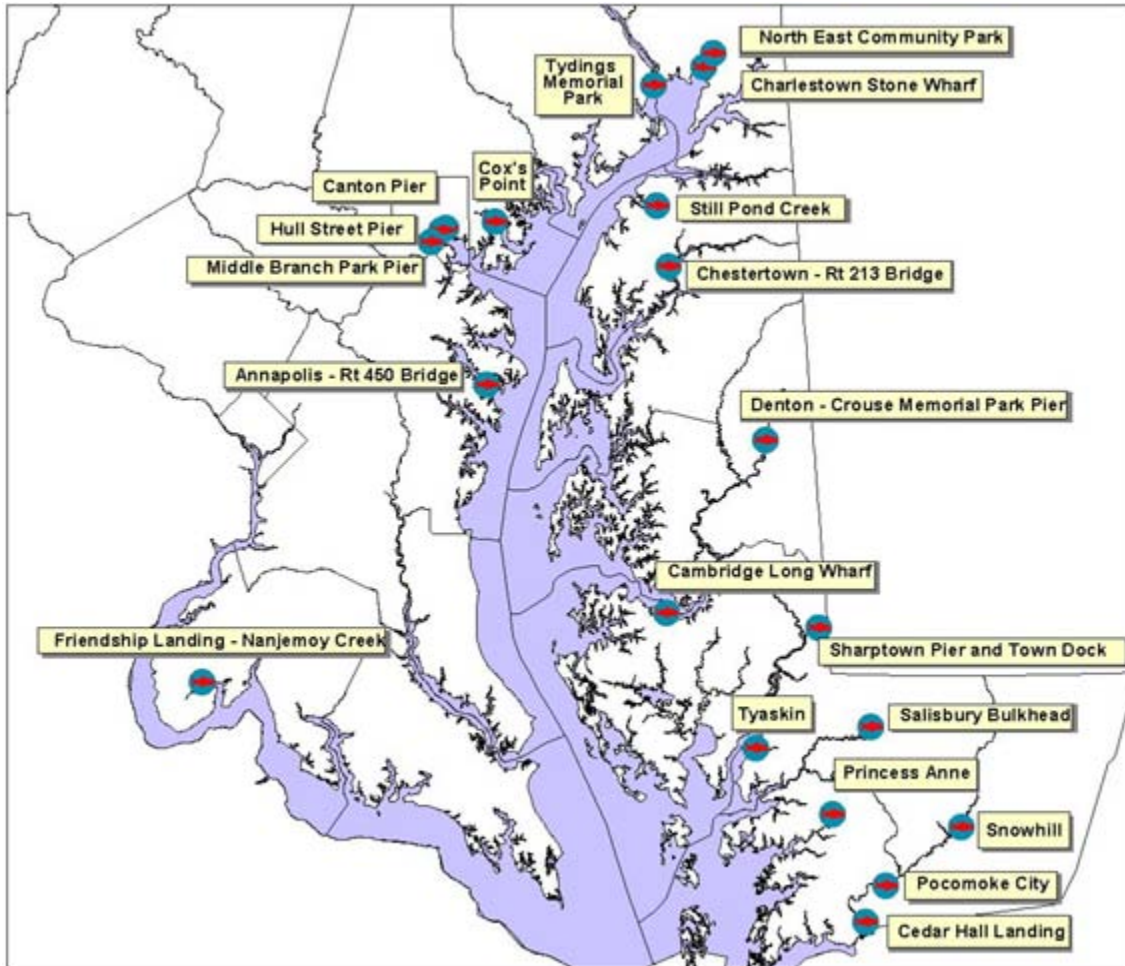 North East Community Park
Tydings
Memorial
Park
Charlestown Stone Wharf
Cox's
Point
Canton Pier
Still Pond Creek
Hull Street Pier
Middle Branch Park Pier
Chestertown - Rt 213 Bridge
Annapolis - Rt 450 Bridge
Denton - Crouse Memorial Park Pier
Cambridge Long Wharf
Friendship Landing - Nanjemoy Creek
Sharptown Pier and Town Dock
Tyaskin
Salisbury Bulkhead
Princess Anne
Snowhill
Pocomoke City
Cedar Hall Landing